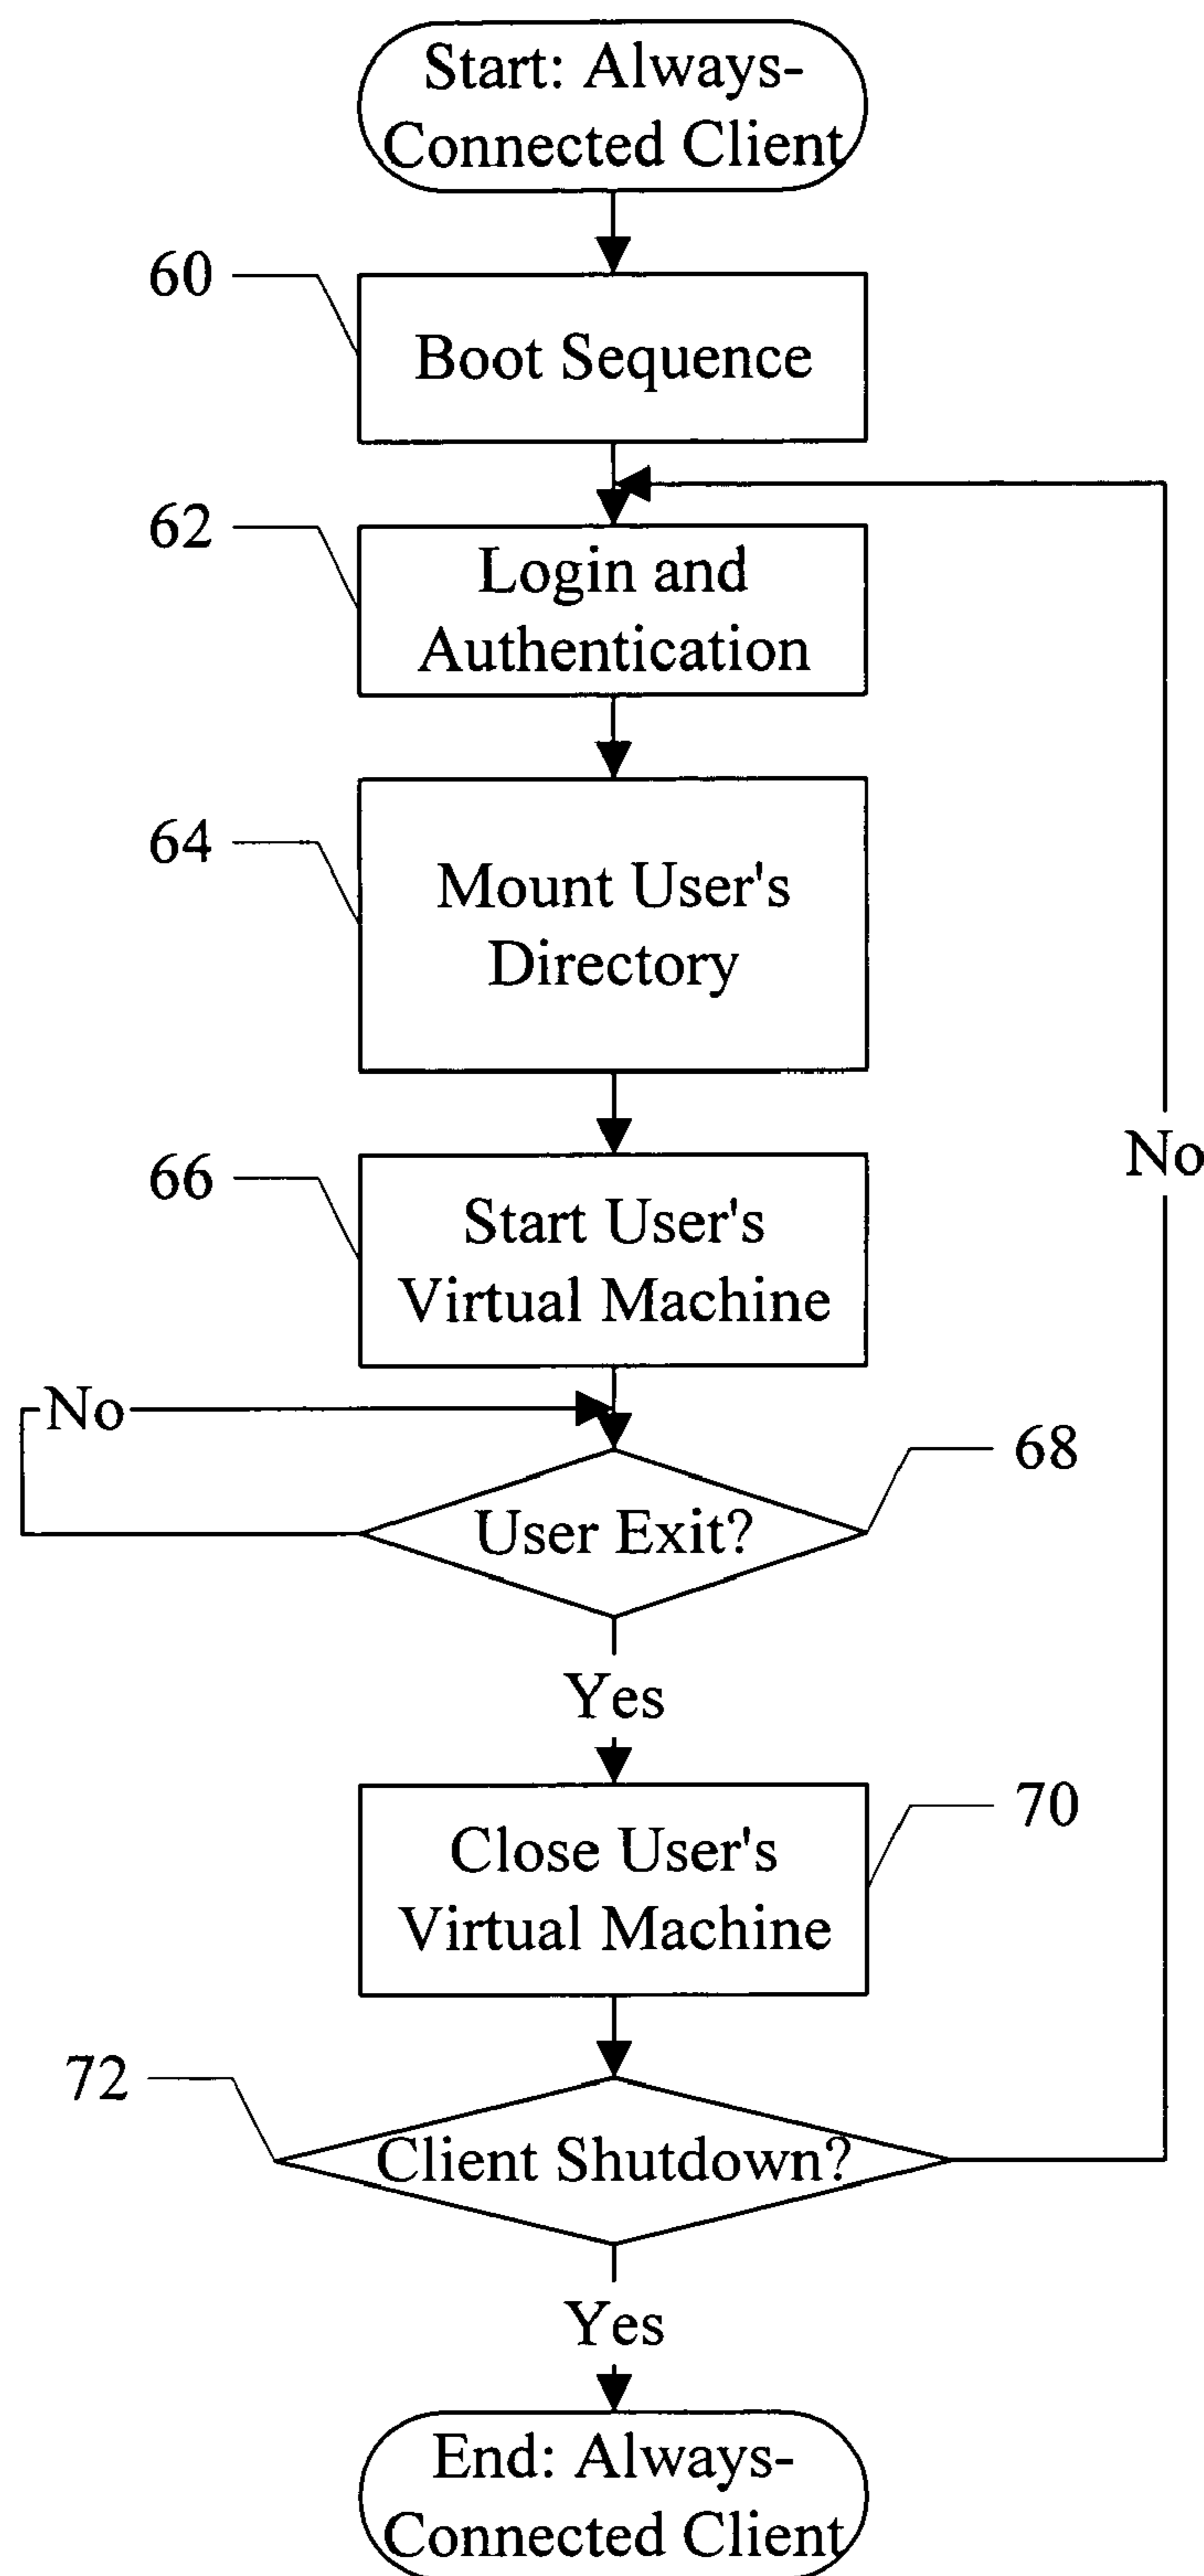 Start: Always-
Connected Client
60
Boot Sequence
62
Login and
Authentication
64
Mount User's
Directory
No
66
Start User's
Virtual Machine
No
68
User Exit?
Yes
70
Close User's
Virtual Machine
72
Client Shutdown?
Yes
End: Always-
Connected Client